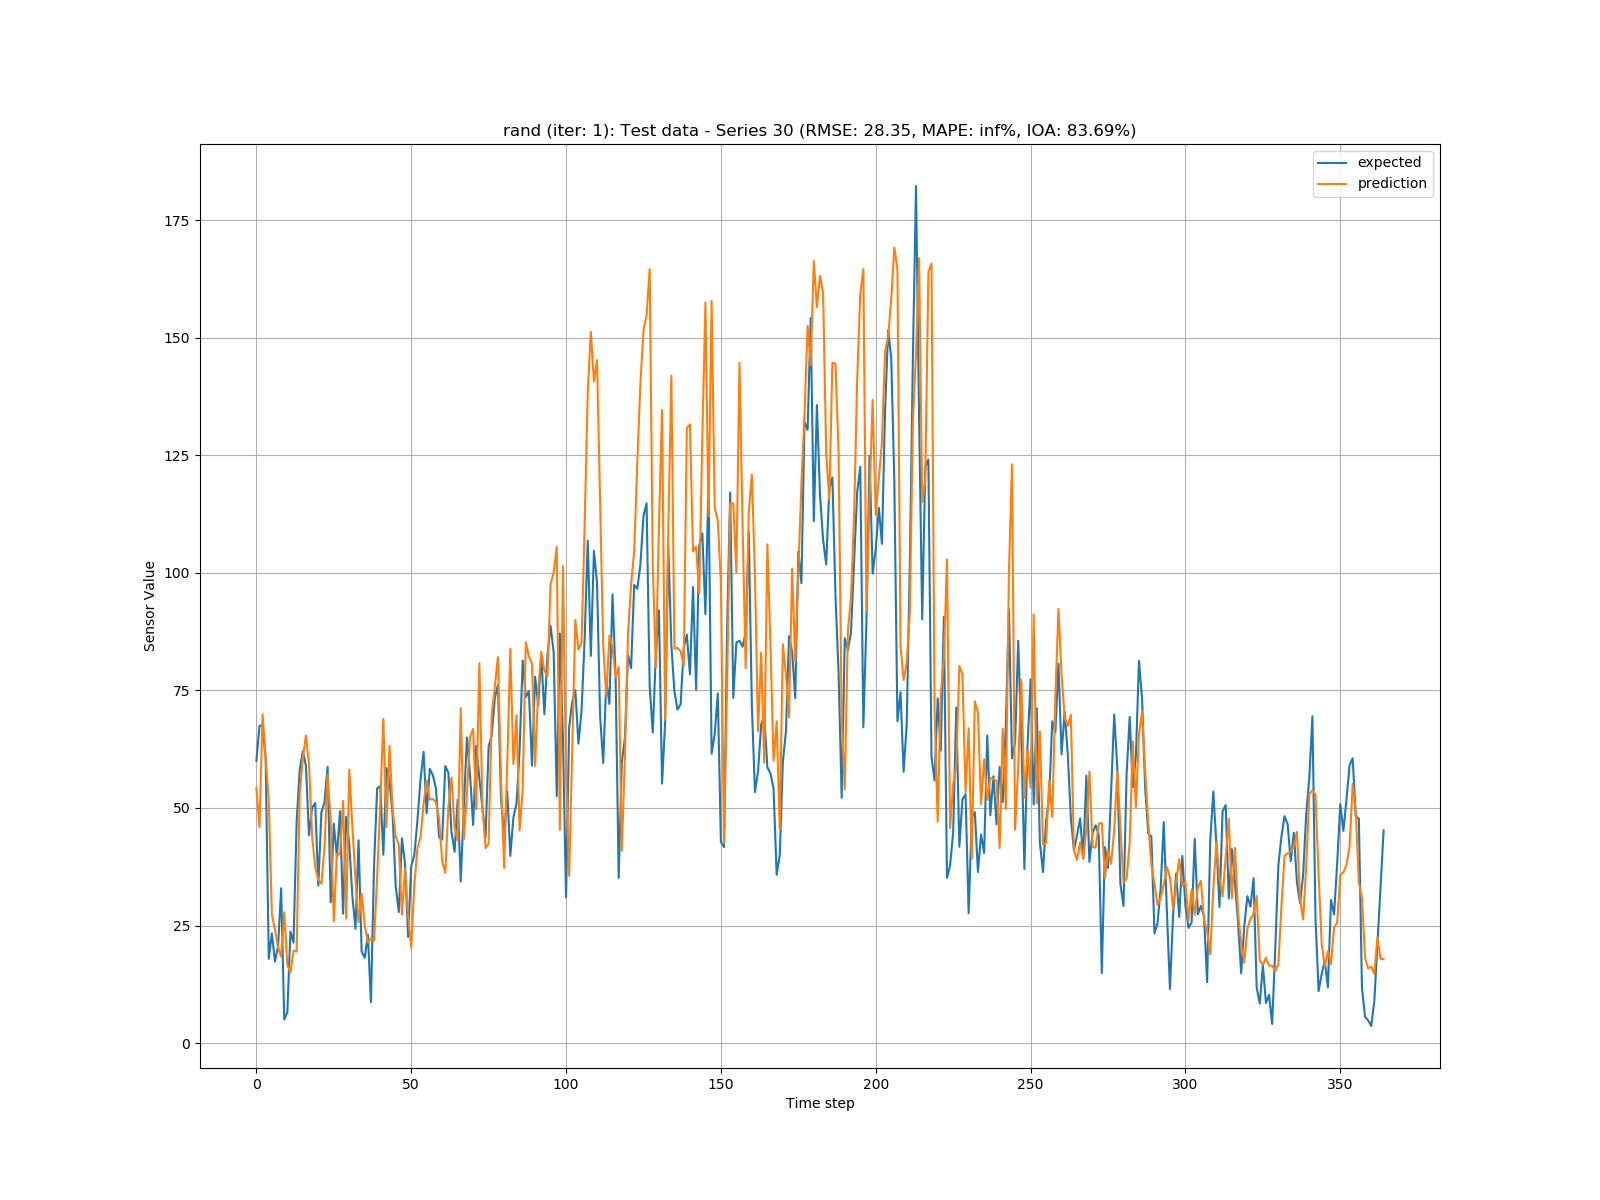 rand (iter: 1): Test data - Series 30 (RMSE: 28.35, MAPE: inf%, IOA: 83.69%)
expected
prediction
175
150
125
100
75
50
25
0
Sensor Value
0 50 100 150 200 250 300 350
Time step